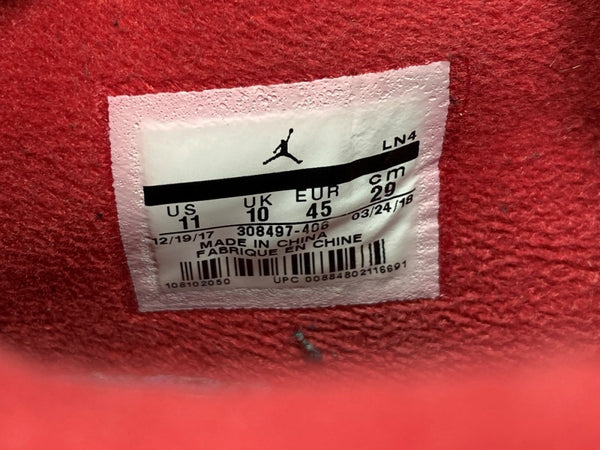 LN4
US UK EUR cm
11 10 45 29
12/19/17 308497-406 03/24/18
MADE IN CHINA
FABRIQUE EN CHINE
108102050 UPC 00884802116691